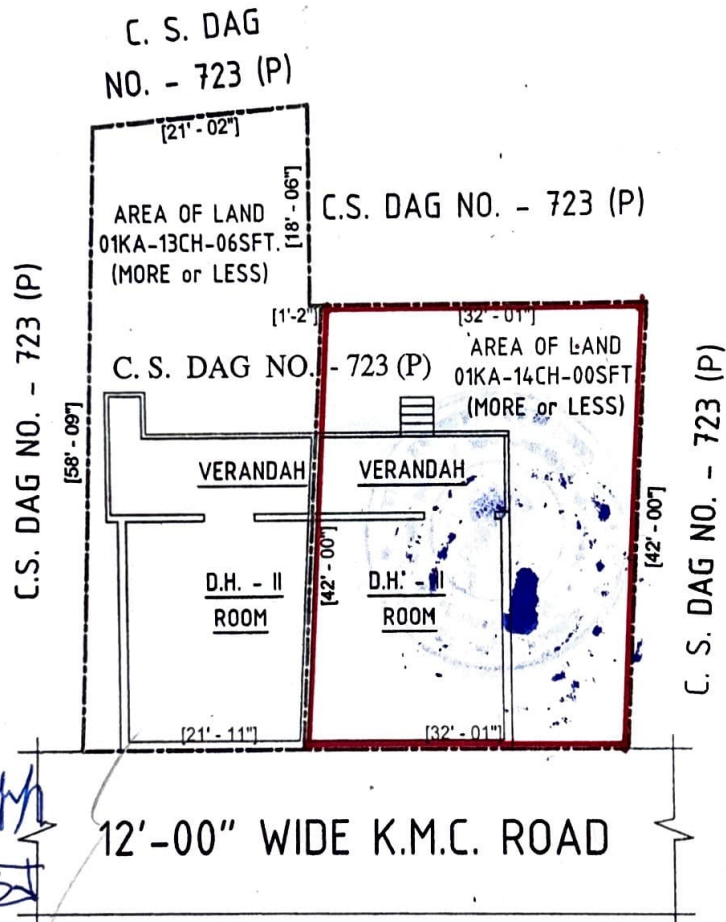 C. S. DAG
NO. - 723 (P)
[21' - 02"]
[18' - 06"]
AREA OF LAND
01KA-13CH-06SFT.
(MORE or LESS)
C.S. DAG NO. - 723 (P)
C.S. DAG NO. - 723 (P)
[1'-2"]
[32' - 01"]
AREA OF LAND
01KA-14CH-00SFT
(MORE or LESS)
C. S. DAG NO. - 723 (P)
[58' - 09"]
VERANDAH
VERANDAH
[42' - 00"]
[42' - 00"]
C. S. DAG NO. - 723 (P)
D.H. - II
ROOM
D.H. - II
ROOM
[21' - 11"]
[32' - 01"]
12'-00" WIDE K.M.C. ROAD